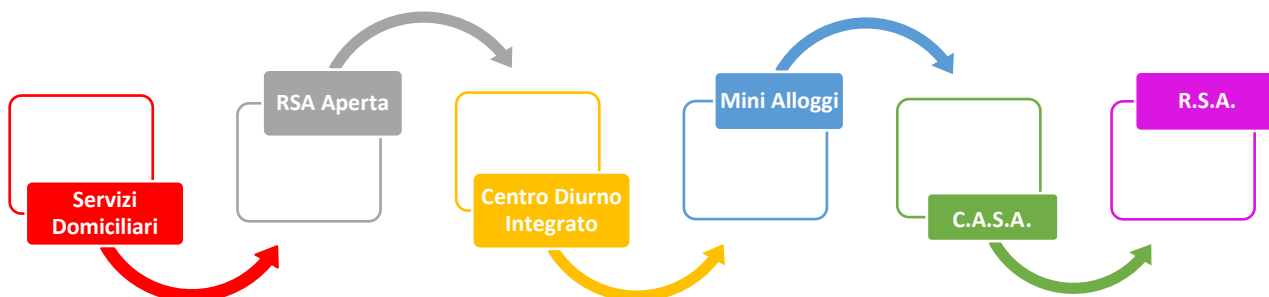 Servizi
Domiciliari
RSA Aperta
Centro Diurno
Integrato
Mini Alloggi
C.A.S.A.
R.S.A.